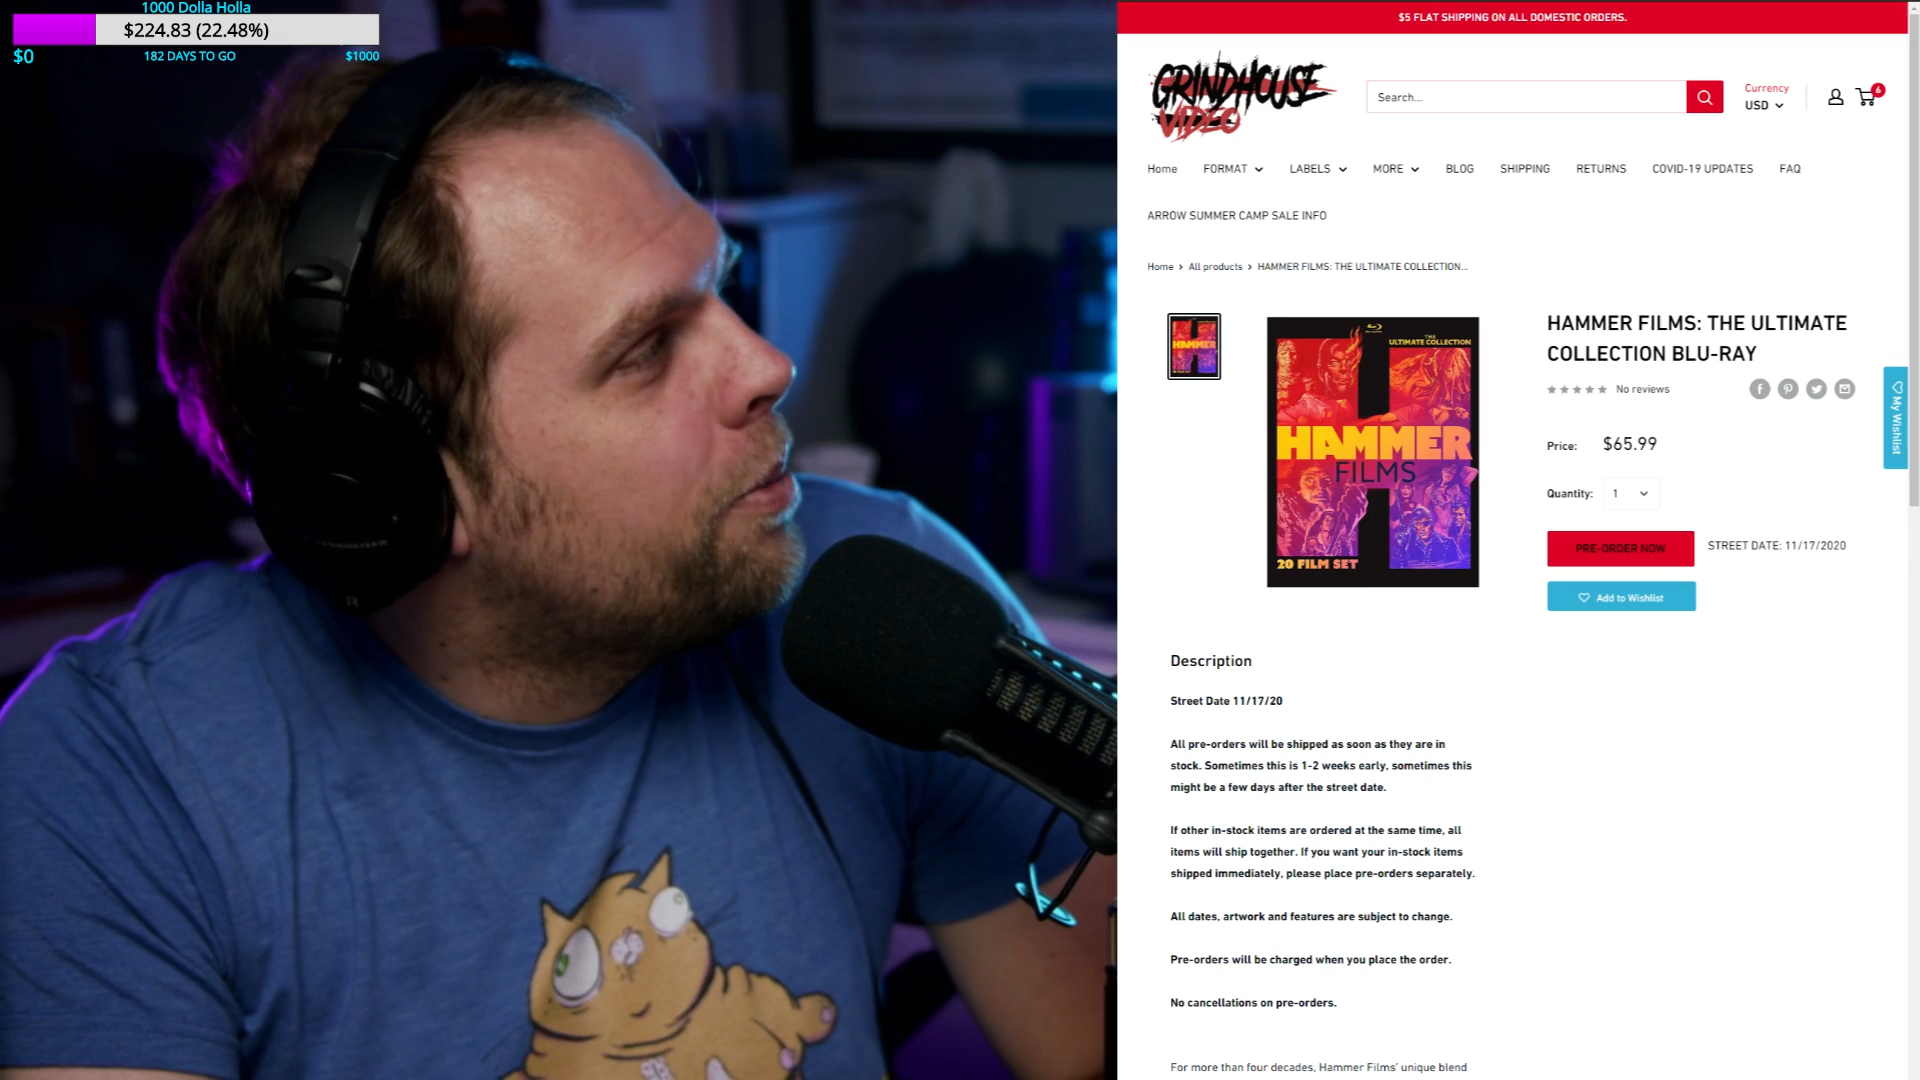 1000 Dolla Holla
$224.83 (22.48%)
$0
182 DAYS TO GO
$1000
R
$5 FLAT SHIPPING ON ALL DOMESTIC ORDERS.
GRINDHOUSE
VIDEO
Search...
Currency
USD
6
Home
FORMAT
LABELS
MORE
BLOG
SHIPPING
RETURNS
COVID-19 UPDATES
FAQ
ARROW SUMMER CAMP SALE INFO
Home > All products > HAMMER FILMS: THE ULTIMATE COLLECTION...
HAMMER
THE
ULTIMATE COLLECTION
HAMMER
FILMS
20 FILM SET
HAMMER FILMS: THE ULTIMATE
COLLECTION BLU-RAY
No reviews
My Wishlist
Price: $65.99
Quantity: 1
PRE-ORDER NOW
STREET DATE: 11/17/2020
Add to Wishlist
Description
Street Date 11/17/20
All pre-orders will be shipped as soon as they are in
stock. Sometimes this is 1-2 weeks early, sometimes this
might be a few days after the street date.
If other in-stock items are ordered at the same time, all
items will ship together. If you want your in-stock items
shipped immediately, please place pre-orders separately.
All dates, artwork and features are subject to change.
Pre-orders will be charged when you place the order.
No cancellations on pre-orders.
For more than four decades, Hammer Films' unique blend